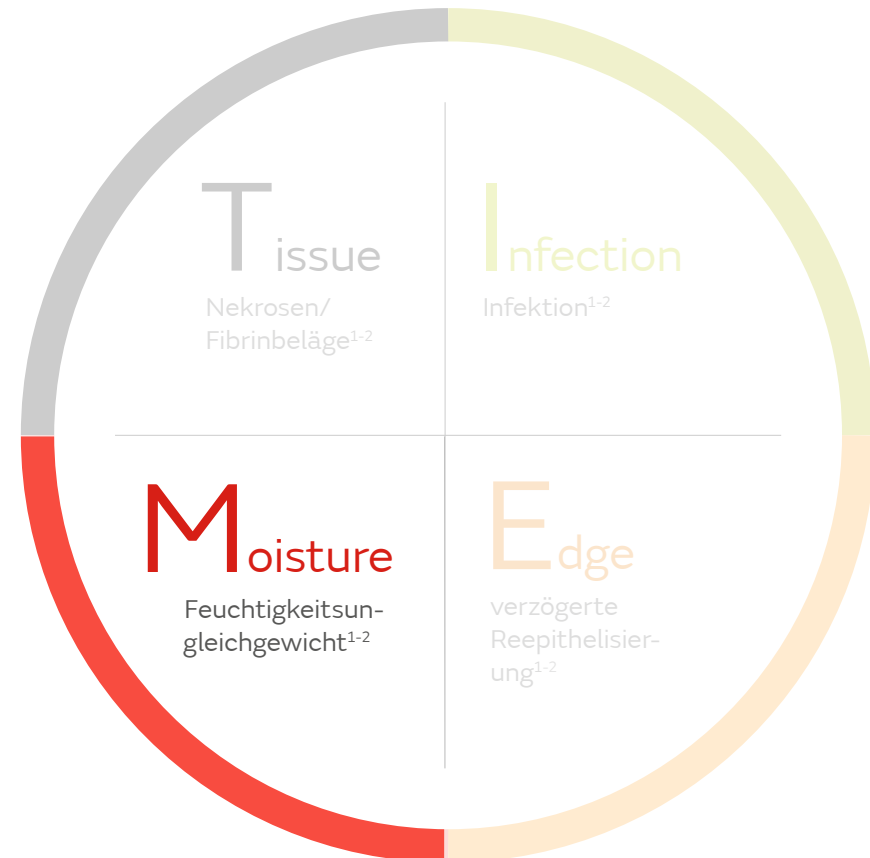 Tissue
Nekrosen/
Fibrinbeläge1-2
Infection
Infektion1-2
Moisture
Feuchtigkeitsun-
gleichgewicht1-2
Edge
verzögerte
Reepithelisier-
ung1-2